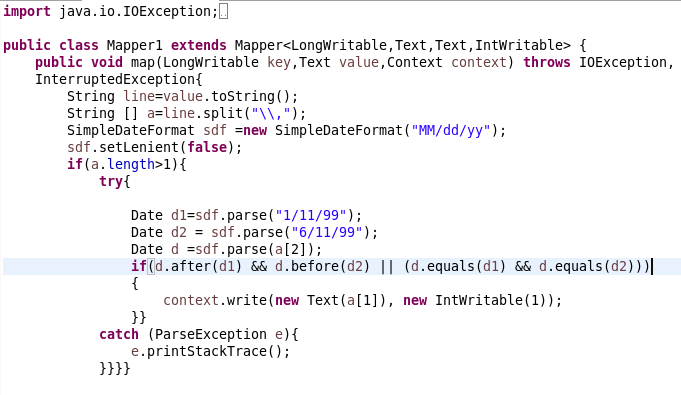 import java.io.IOException;
public class Mapper1 extends Mapper<LongWritable,Text,Text,IntWritable> {
public void map(LongWritable key,Text value,Context context) throws IOException,
InterruptedException{
String line=value.toString();
String [] a=line.split("\\,");
SimpleDateFormat sdf =new SimpleDateFormat("MM/dd/yy");
sdf.setLenient(false);
if(a.length>1){
try{
Date d1=sdf.parse("1/11/99");
Date d2 = sdf.parse("6/11/99");
Date d =sdf.parse(a[2]);
if(d.after(d1) && d.before(d2) || (d.equals(d1) && d.equals(d2)))
{
context.write(new Text(a[1]), new IntWritable(1));
}}
catch (ParseException e){
e.printStackTrace();
}}}}